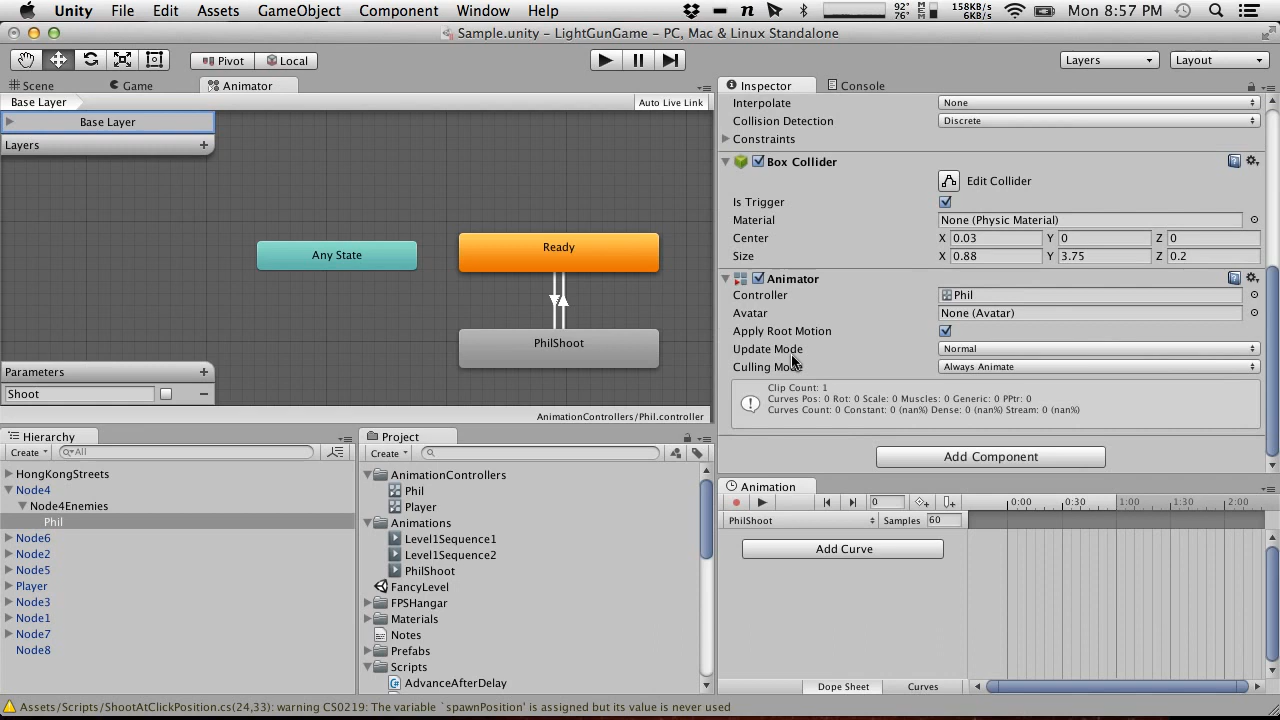 Unity File Edit Assets GameObject Component Window Help 92° 76° MEM 158KB/s 6KB/s Mon 8:57 PM
Sample.unity – LightGunGame – PC, Mac & Linux Standalone
Pivot Local Layers Layout
Scene Game Animator
Base Layer Auto Live Link
Base Layer
Layers +
Any State
Ready
PhilShoot
Parameters +
Shoot
AnimationControllers/Phil.controller
Inspector Console
Interpolate None
Collision Detection Discrete
Constraints
Box Collider
Edit Collider
Is Trigger
Material None (Physic Material)
Center X 0.03 Y 0 Z 0
Size X 0.88 Y 3.75 Z 0.2
Animator
Controller Phil
Avatar None (Avatar)
Apply Root Motion
Update Mode Normal
Culling Mode Always Animate
Clip Count: 1
Curves Pos: 0 Rot: 0 Scale: 0 Muscles: 0 Generic: 0 PPtr: 0
Curves Count: 0 Constant: 0 (nan%) Dense: 0 (nan%) Stream: 0 (nan%)
Add Component
Hierarchy
Create All
HongKongStreets
Node4
Node4Enemies
Phil
Node6
Node2
Node5
Player
Node3
Node1
Node7
Node8
Project
Create
AnimationControllers
Phil
Player
Animations
Level1Sequence1
Level1Sequence2
PhilShoot
FancyLevel
FPSHangar
Materials
Notes
Prefabs
Scripts
AdvanceAfterDelay
Animation
0 0:00 0:30 1:00 1:30 2:00
PhilShoot Samples 60
Add Curve
Dope Sheet Curves
Assets/Scripts/ShootAtClickPosition.cs(24,33): warning CS0219: The variable `spawnPosition' is assigned but its value is never used